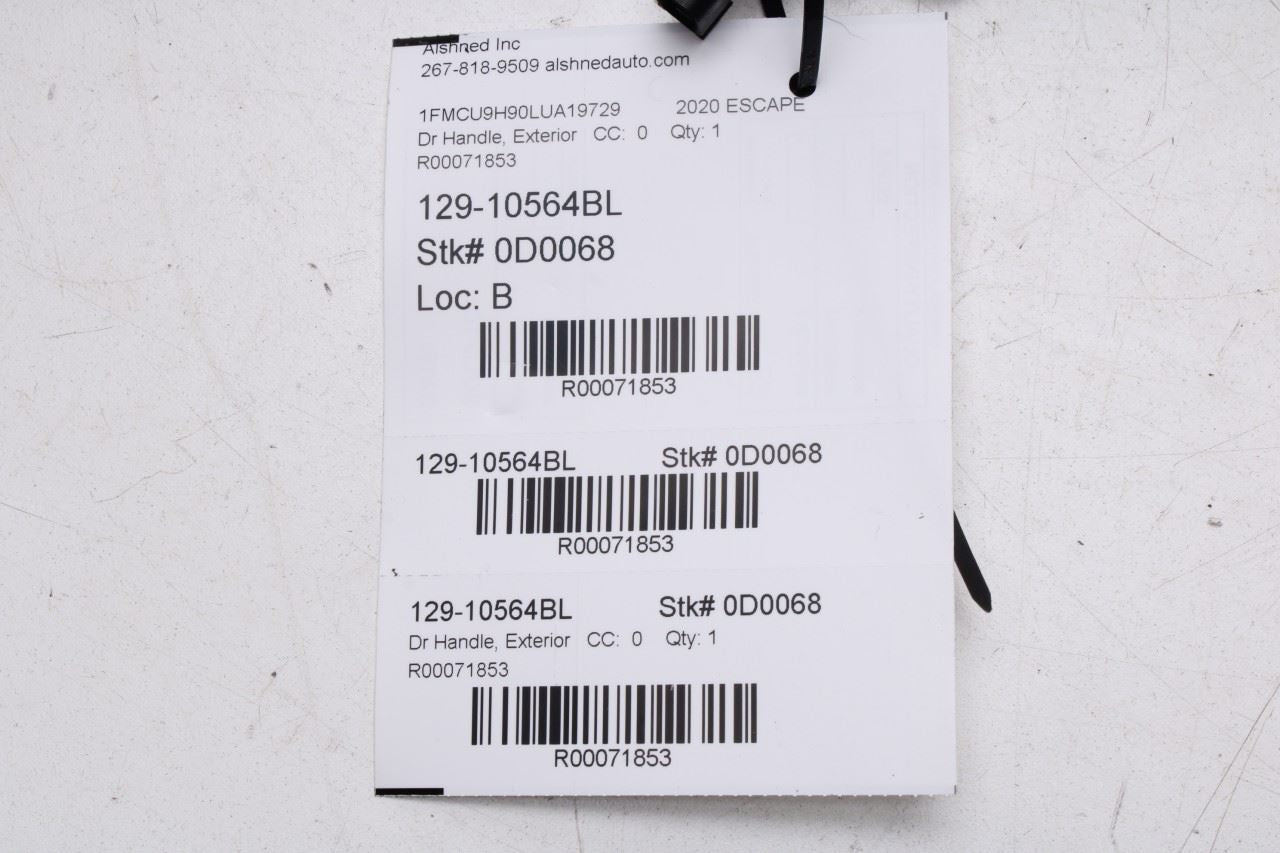 Alshned Inc
267-818-9509 alshnedauto.com
1FMCU9H90LUA19729 2020 ESCAPE
Dr Handle, Exterior CC: 0 Qty: 1
R00071853
129-10564BL
Stk# 0D0068
Loc: B
R00071853
129-10564BL Stk# 0D0068
R00071853
129-10564BL Stk# 0D0068
Dr Handle, Exterior CC: 0 Qty: 1
R00071853
R00071853